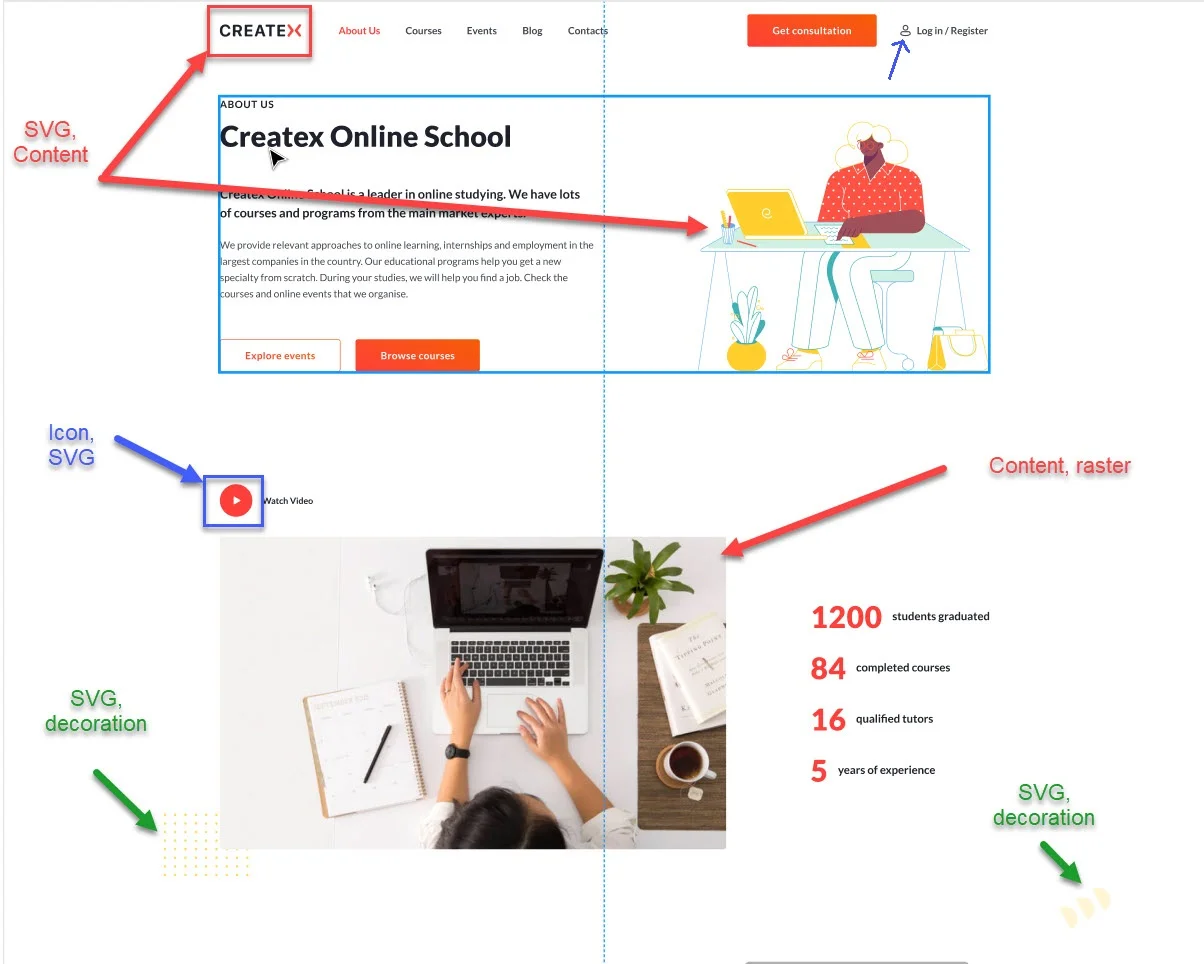 CREATEX
About Us
Courses
Events
Blog
Contacts
Get consultation
Log in / Register
SVG,
Content
ABOUT US
Createx Online School
Createx Online School is a leader in online studying. We have lots
of courses and programs from the main market experts.
We provide relevant approaches to online learning, internships and employment in the
largest companies in the country. Our educational programs help you get a new
specialty from scratch. During your studies, we will help you find a job. Check the
courses and online events that we organise.
Explore events
Browse courses
Icon,
SVG
Watch Video
Content, raster
1200 students graduated
84 completed courses
16 qualified tutors
5 years of experience
SVG,
decoration
SVG,
decoration